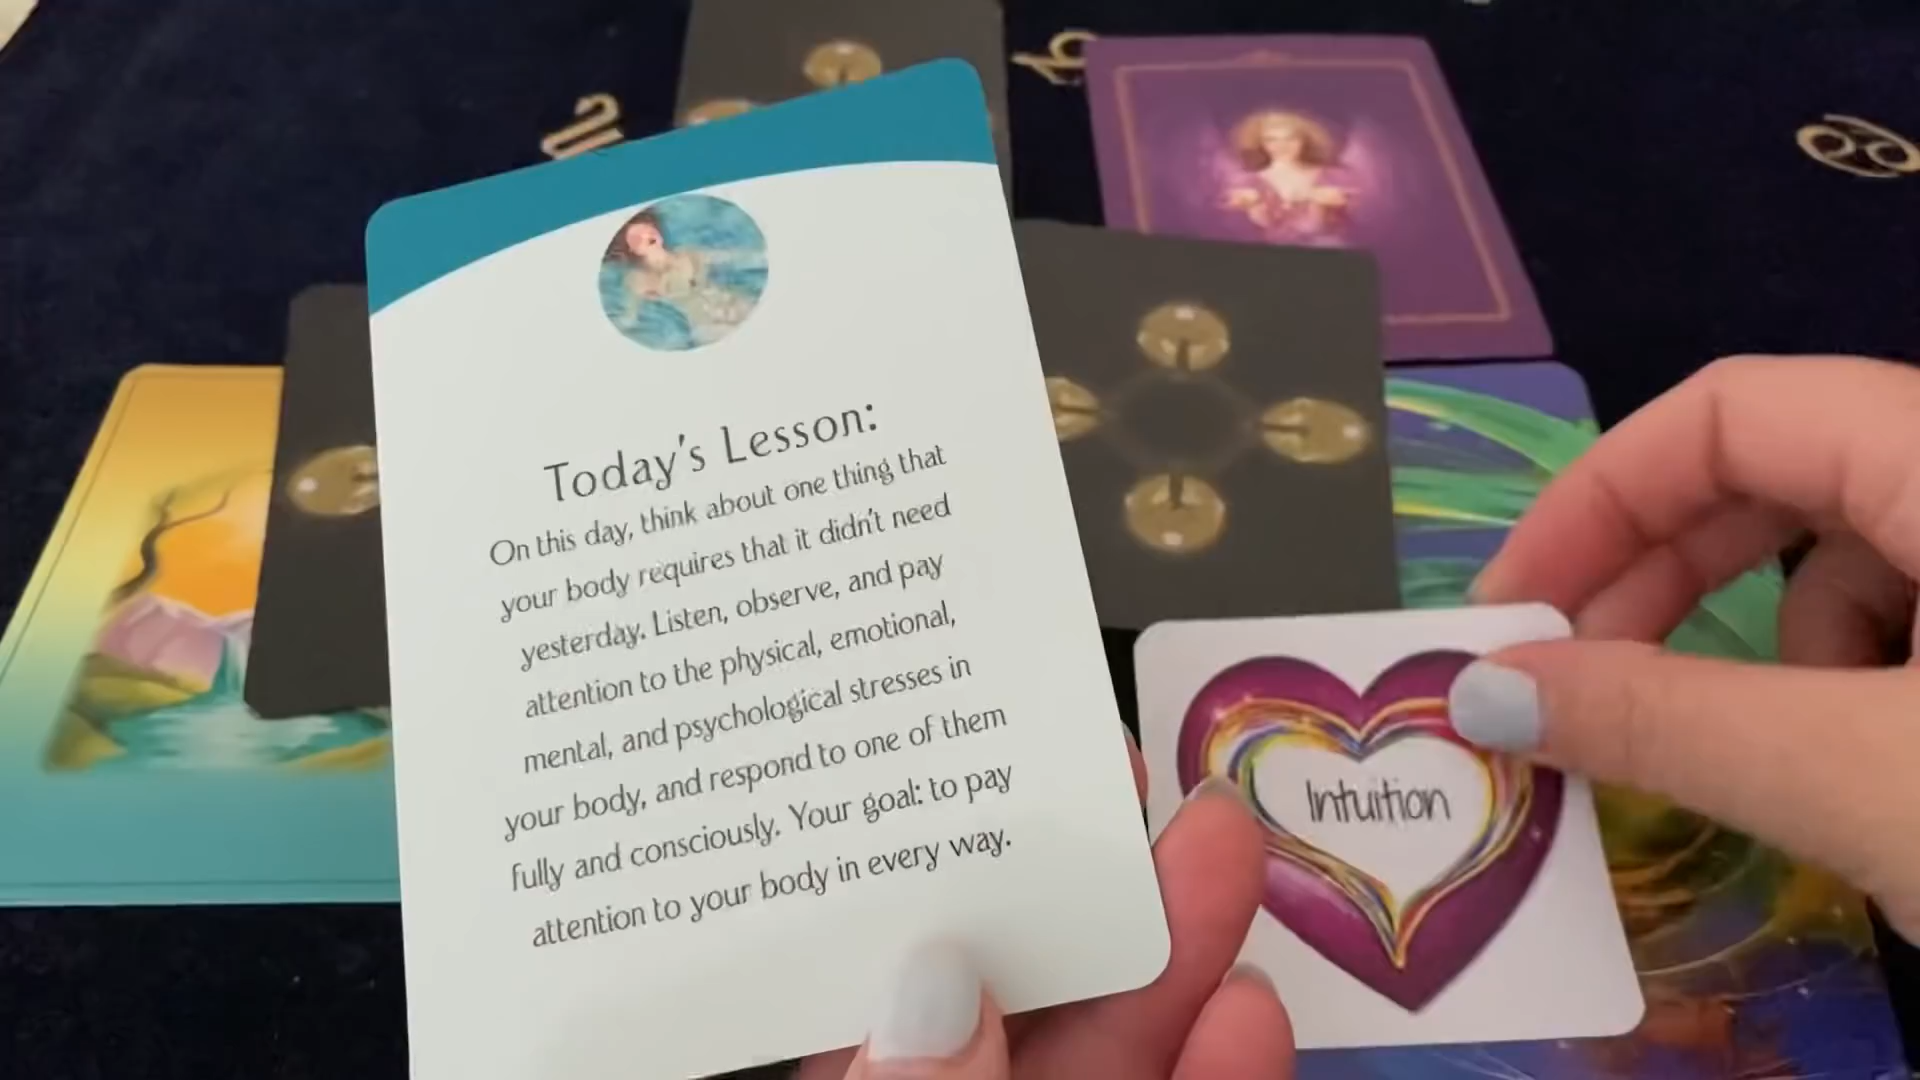 Today's Lesson:
On this day, think about one thing that
your body requires that it didn't need
yesterday. Listen, observe, and pay
attention to the physical, emotional,
mental, and psychological stresses in
your body, and respond to one of them
fully and consciously. Your goal: to pay
attention to your body in every way.
Intuition